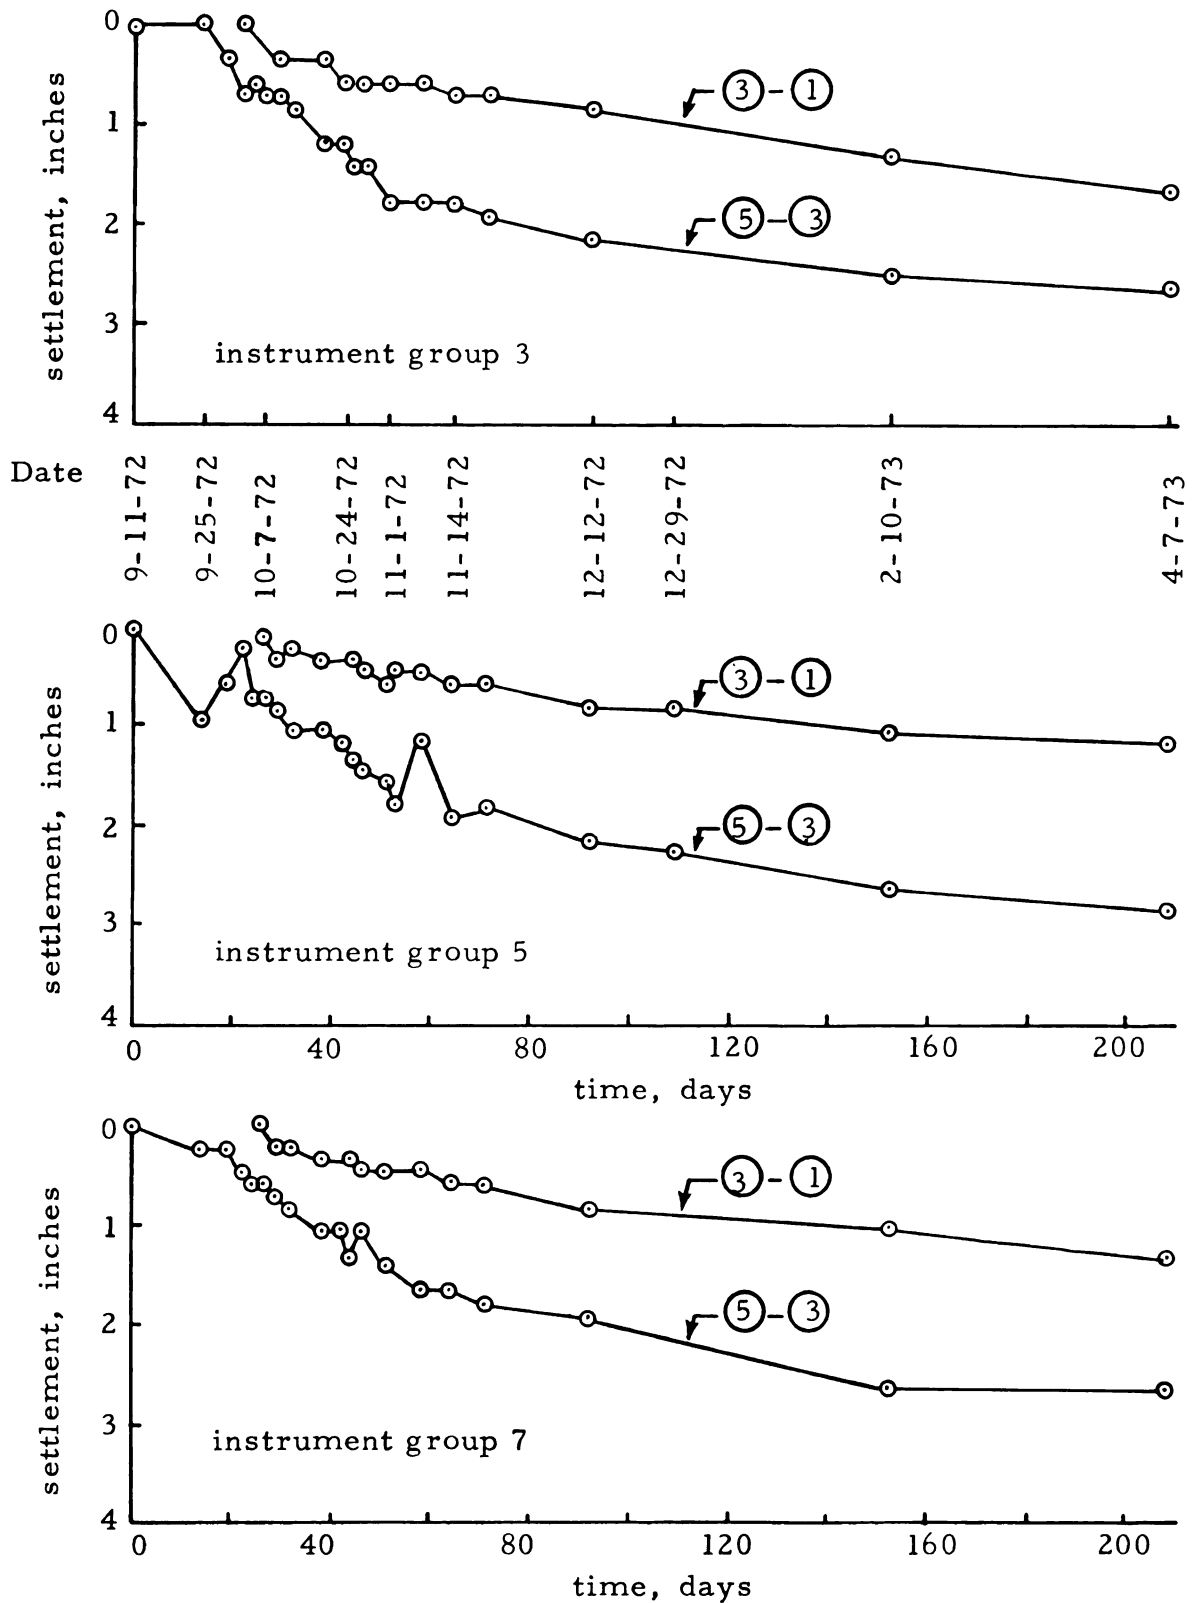 0
1
2
3
4
settlement, inches
3 - 1
5 - 3
instrument group 3
Date
9-11-72
9-25-72
10-7-72
10-24-72
11-1-72
11-14-72
12-12-72
12-29-72
2-10-73
4-7-73
0
1
2
3
4
settlement, inches
3 - 1
5 - 3
instrument group 5
0 40 80 120 160 200
time, days
0
1
2
3
4
settlement, inches
3 - 1
5 - 3
instrument group 7
0 40 80 120 160 200
time, days